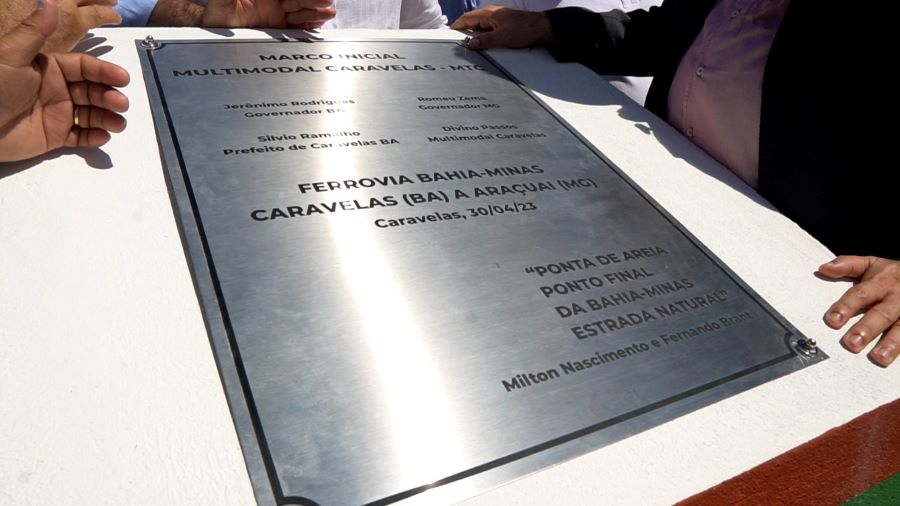 MARCO INICIAL
MULTIMODAL CARAVELAS - MTC
Jerônimo Rodrigues
Governador BA
Romeu Zema
Governador MG
Silvio Ramalho
Prefeito de Caravelas BA
Divino Passos
Multimodal Caravelas
FERROVIA BAHIA-MINAS
CARAVELAS (BA) A ARAÇUAI (MG)
Caravelas, 30/04/23
“PONTA DE AREIA
PONTO FINAL
DA BAHIA-MINAS
ESTRADA NATURAL”
Milton Nascimento e Fernando Brant